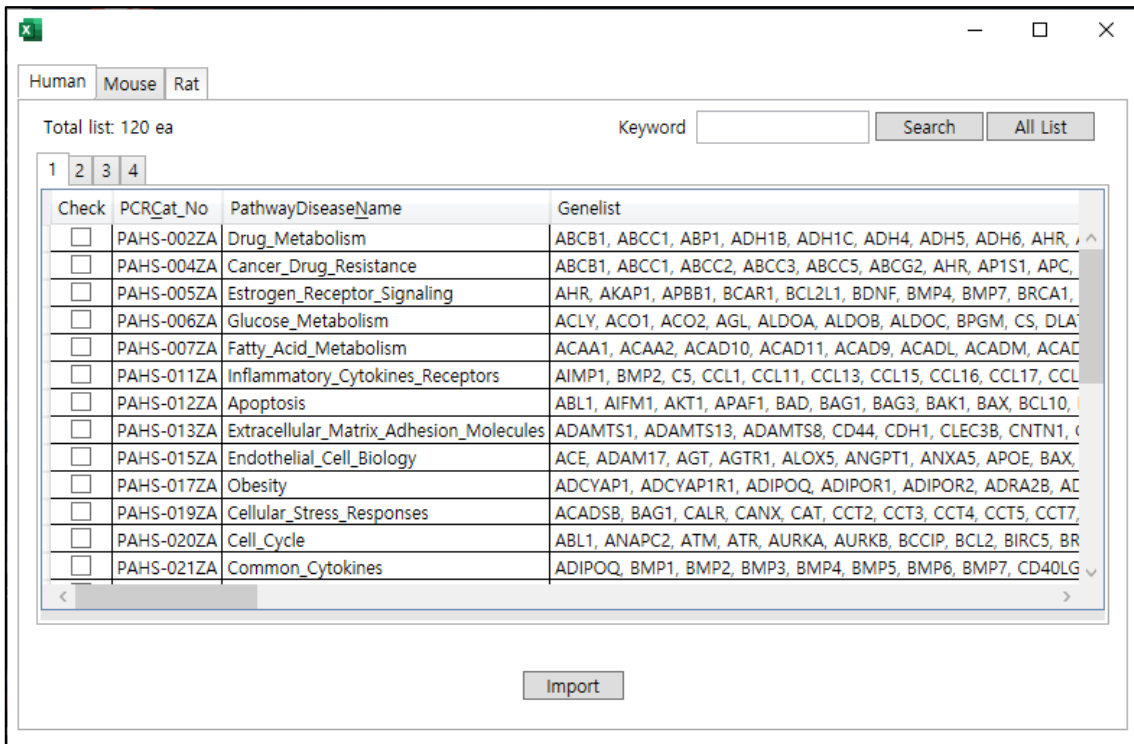 Human Mouse Rat
Total list: 120 ea Keyword Search All List
1 2 3 4
Check PCRCat_No PathwayDiseaseName Genelist
PAHS-002ZA Drug_Metabolism ABCB1, ABCC1, ABP1, ADH1B, ADH1C, ADH4, ADH5, ADH6, AHR,
PAHS-004ZA Cancer_Drug_Resistance ABCB1, ABCC1, ABCC2, ABCC3, ABCC5, ABCG2, AHR, AP1S1, APC,
PAHS-005ZA Estrogen_Receptor_Signaling AHR, AKAP1, APBB1, BCAR1, BCL2L1, BDNF, BMP4, BMP7, BRCA1,
PAHS-006ZA Glucose_Metabolism ACLY, ACO1, ACO2, AGL, ALDOA, ALDOB, ALDOC, BPGM, CS,
PAHS-007ZA Fatty_Acid_Metabolism ACAA1, ACAA2, ACAD10, ACAD11, ACAD9, ACADL, ACADM,
PAHS-011ZA Inflammatory_Cytokines_Receptors AIMP1, BMP2, C5, CCL1, CCL11, CCL13, CCL15, CCL16, CCL17, CCL
PAHS-012ZA Apoptosis ABL1, AIFM1, AKT1, APAF1, BAD, BAG1, BAG3, BAK1, BAX, BCL10,
PAHS-013ZA Extracellular_Matrix_Adhesion_Molecules ADAMTS1, ADAMTS13, ADAMTS8, CD44, CDH1, CLEC3B, CNTN1,
PAHS-015ZA Endothelial_Cell_Biology ACE, ADAM17, AGT, AGTR1, ALOX5, ANGPT1, ANXA5, APOE, BAX,
PAHS-017ZA Obesity ADCYAP1, ADCYAP1R1, ADIPOQ, ADIPOR1, ADIPOR2, ADRA2B,
PAHS-019ZA Cellular_Stress_Responses ACADSB, BAG1, CALR, CANX, CAT, CCT2, CCT3, CCT4, CCT5, CCT7,
PAHS-020ZA Cell_Cycle ABL1, ANAPC2, ATM, ATR, AURKA, AURKB, BCCIP, BCL2, BIRC5, BR
PAHS-021ZA Common_Cytokines ADIPOQ, BMP1, BMP2, BMP3, BMP4, BMP5, BMP6, BMP7, CD40LG
Import